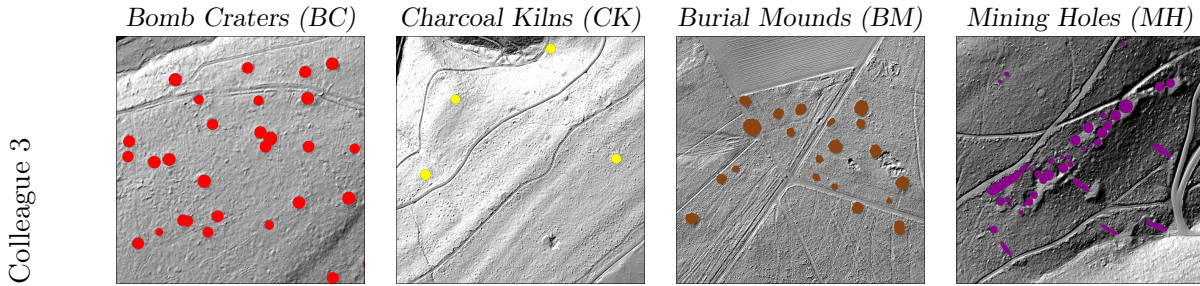 Bomb Craters (BC)
Charcoal Kilns (CK)
Burial Mounds (BM)
Mining Holes (MH)
Colleague 3